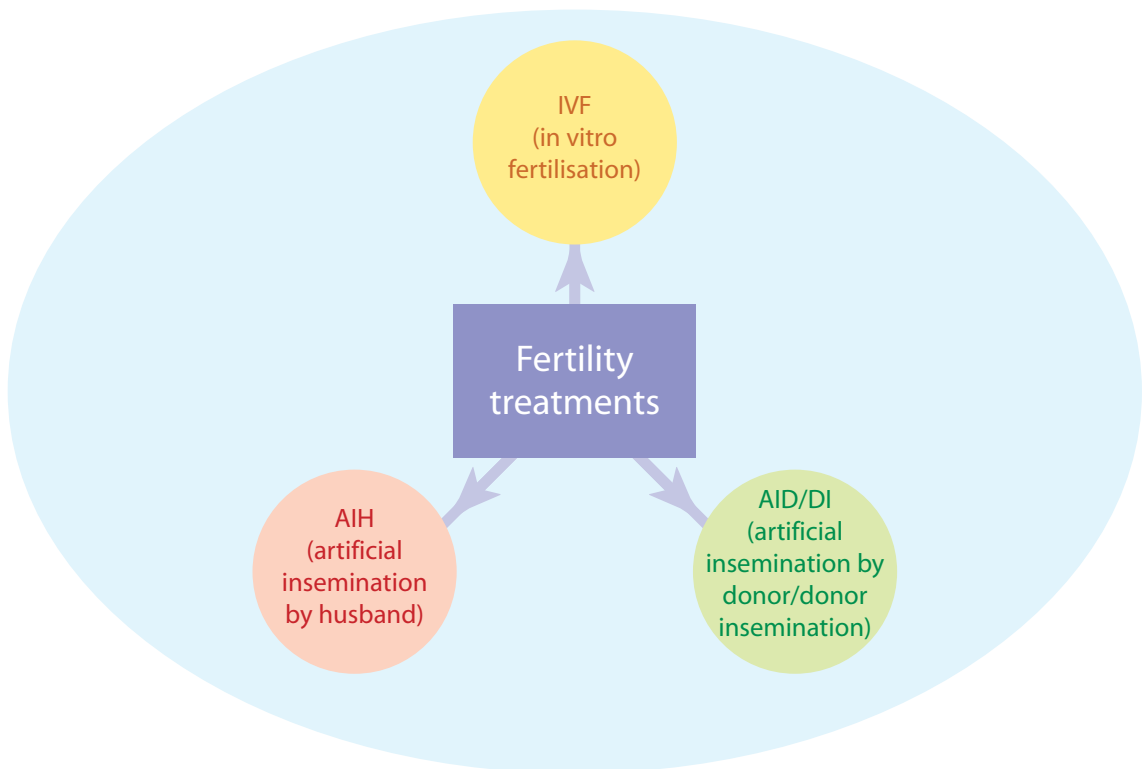 IVF
(in vitro
fertilisation)
Fertility
treatments
AIH
(artificial
insemination
by husband)
AID/DI
(artificial
insemination by
donor/donor
insemination)